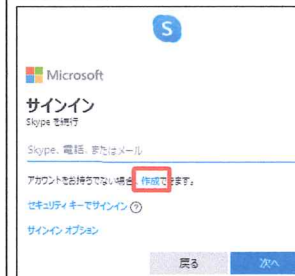 S
Microsoft
サインイン
Skype を続行
Skype、電話、またはメール
アカウントをお持ちでない場合、作成できます。
セキュリティ キーでサインイン ?
サインイン オプション
戻る 次へ